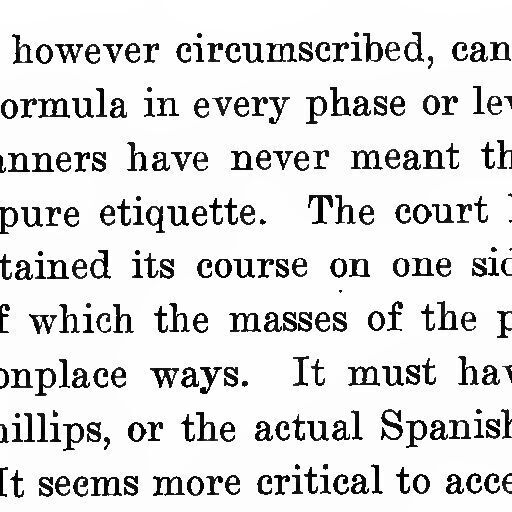 however circumscribed, can
ormula in every phase or lev
anners have never meant th
pure etiquette. The court
tained its course on one sid
f which the masses of the p
onplace ways. It must hav
hillips, or the actual Spanish
It seems more critical to acce